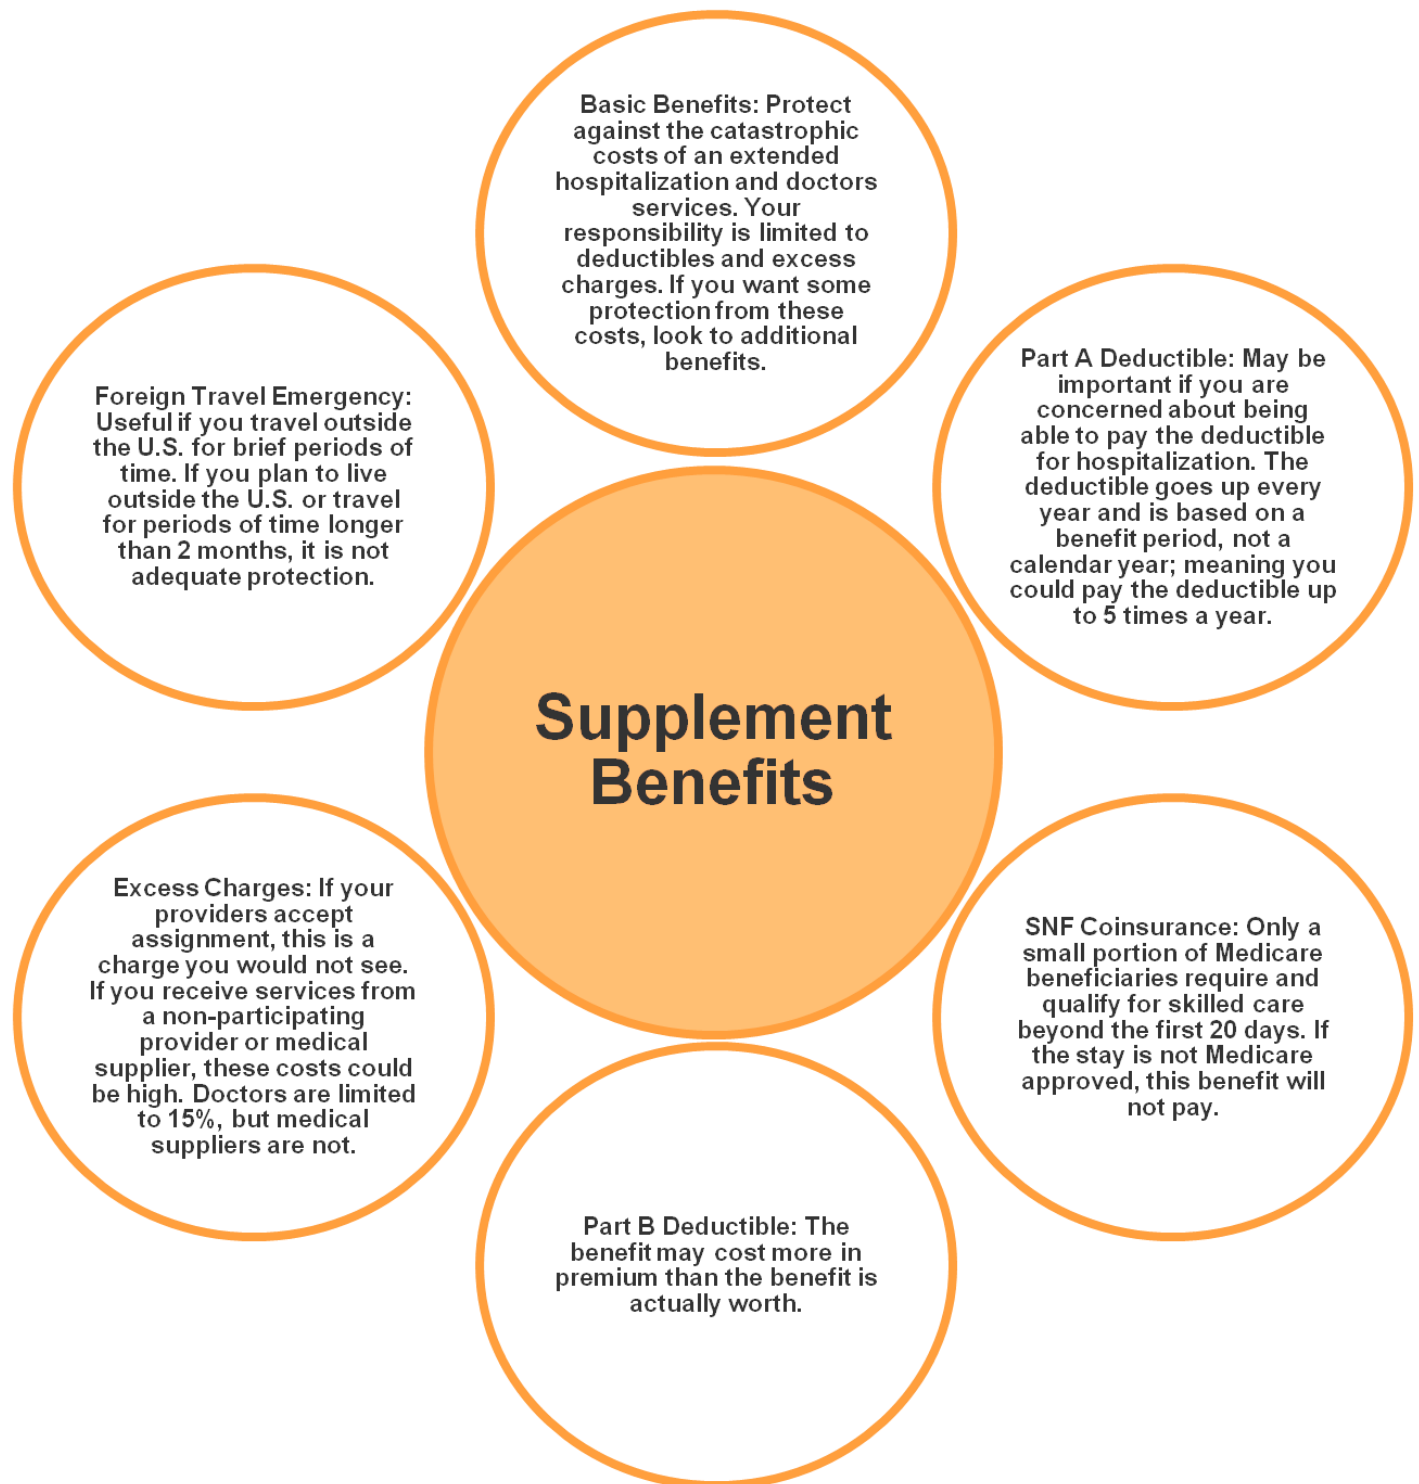 Basic Benefits: Protect
against the catastrophic
costs of an extended
hospitalization and doctors
services. Your
responsibility is limited to
deductibles and excess
charges. If you want some
protection from these
costs, look to additional
benefits.
Part A Deductible: May be
important if you are
concerned about being
able to pay the deductible
for hospitalization. The
deductible goes up every
year and is based on a
benefit period, not a
calendar year; meaning you
could pay the deductible up
to 5 times a year.
SNF Coinsurance: Only a
small portion of Medicare
beneficiaries require and
qualify for skilled care
beyond the first 20 days. If
the stay is not Medicare
approved, this benefit will
not pay.
Part B Deductible: The
benefit may cost more in
premium than the benefit is
actually worth.
Excess Charges: If your
providers accept
assignment, this is a
charge you would not see.
If you receive services from
a non-participating
provider or medical
supplier, these costs could
be high. Doctors are limited
to 15%, but medical
suppliers are not.
Foreign Travel Emergency:
Useful if you travel outside
the U.S. for brief periods of
time. If you plan to live
outside the U.S. or travel
for periods of time longer
than 2 months, it is not
adequate protection.
Supplement
Benefits